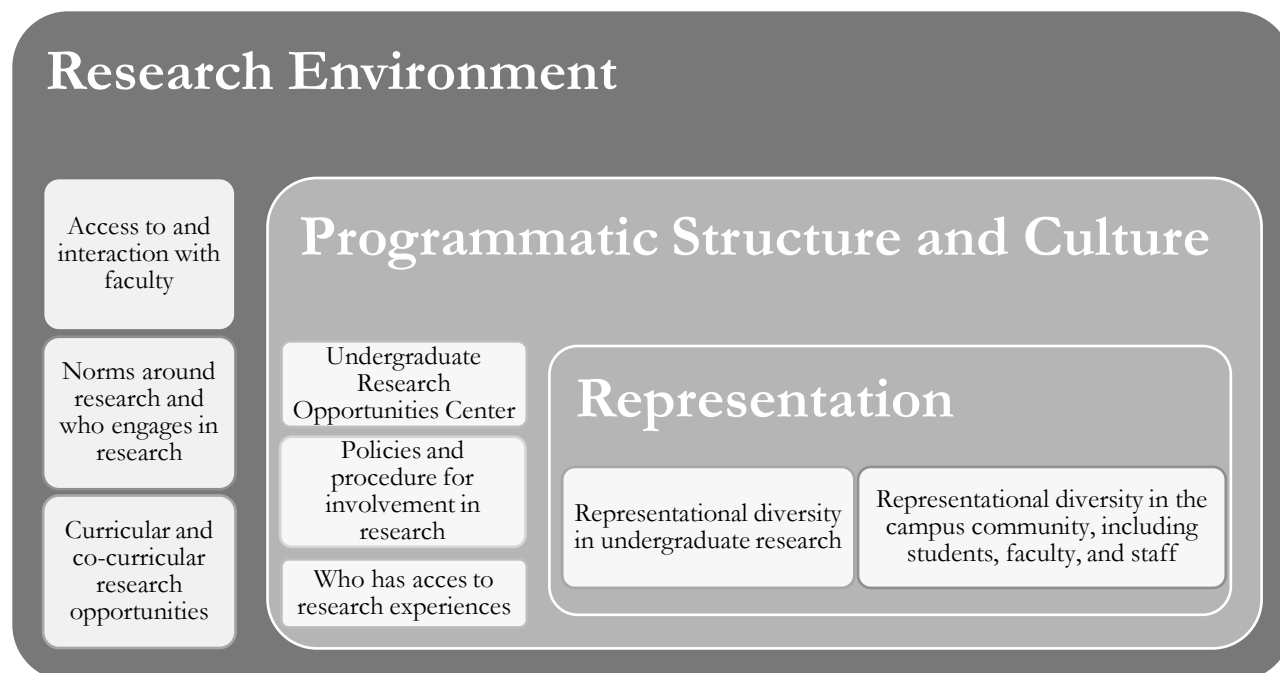 Research Environment
Access to and
interaction with
faculty
Norms around
research and
who engages in
research
Curricular and
co-curricular
research
opportunities
Programmatic Structure and Culture
Undergraduate
Research
Opportunities Center
Policies and
procedure for
involvement in
research
Who has acces to
research experiences
Representation
Representational diversity
in undergraduate research
Representational diversity in the
campus community, including
students, faculty, and staff